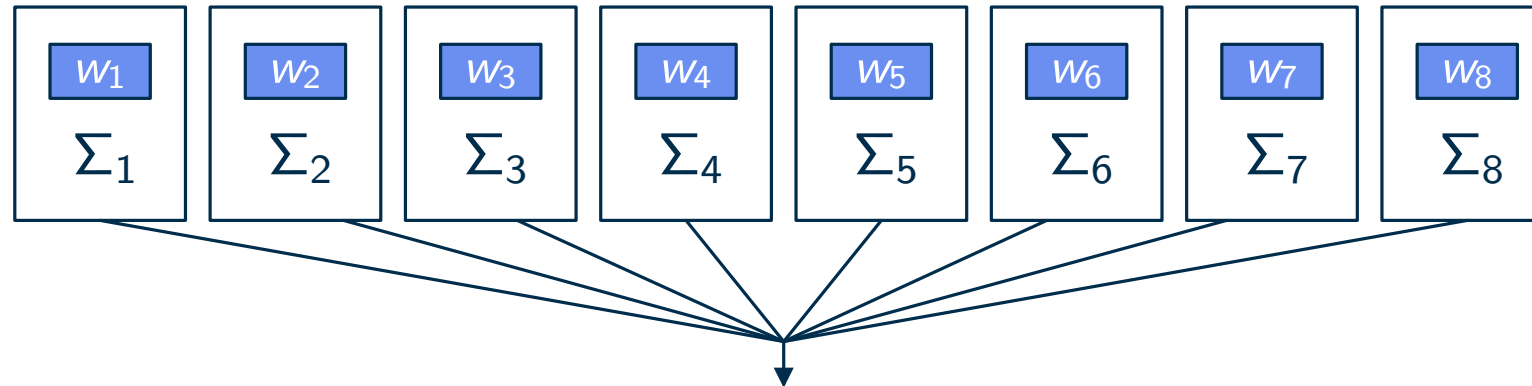 w₁ w₂ w₃ w₄ w₅ w₆ w₇ w₈
Σ₁ Σ₂ Σ₃ Σ₄ Σ₅ Σ₆ Σ₇ Σ₈